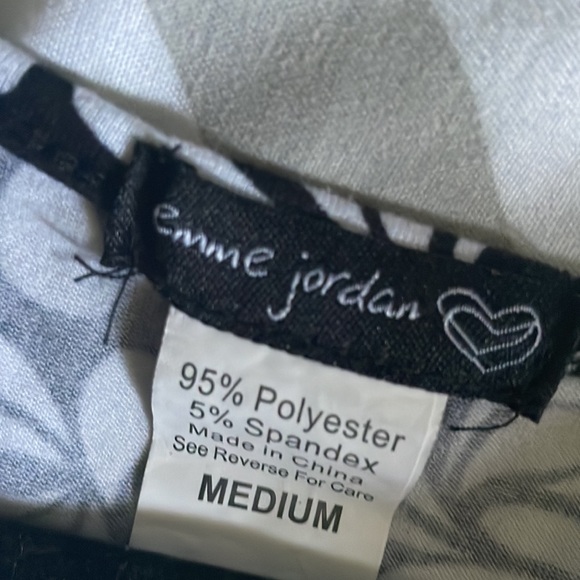 emme jordan
95% Polyester
5% Spandex
Made in China
See Reverse For Care
MEDIUM